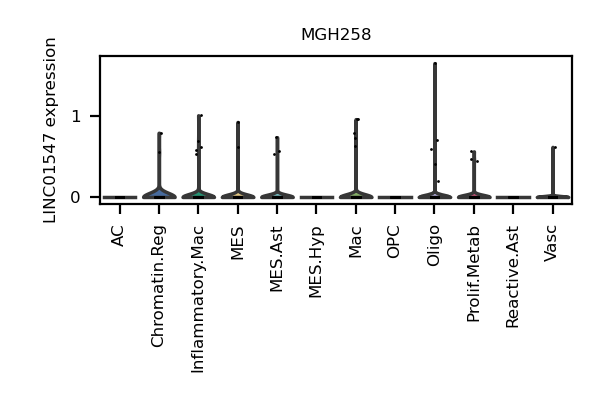 MGH258
LINC01547 expression
1
0
AC
Chromatin.Reg
Inflammatory.Mac
MES
MES.Ast
MES.Hyp
Mac
OPC
Oligo
Prolif.Metab
Reactive.Ast
Vasc